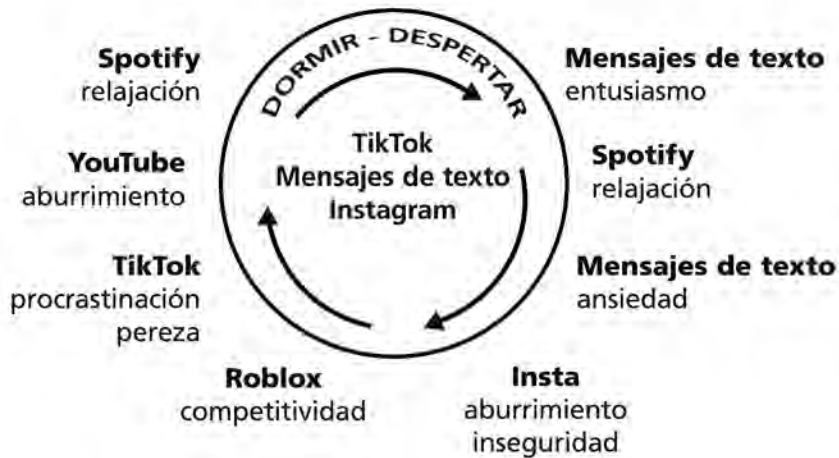 DORMIR – DESPERTAR
Mensajes de texto
entusiasmo
Spotify
relajación
Mensajes de texto
ansiedad
Insta
aburrimiento
inseguridad
Roblox
competitividad
TikTok
procrastinación
pereza
YouTube
aburrimiento
Spotify
relajación
TikTok
Mensajes de texto
Instagram